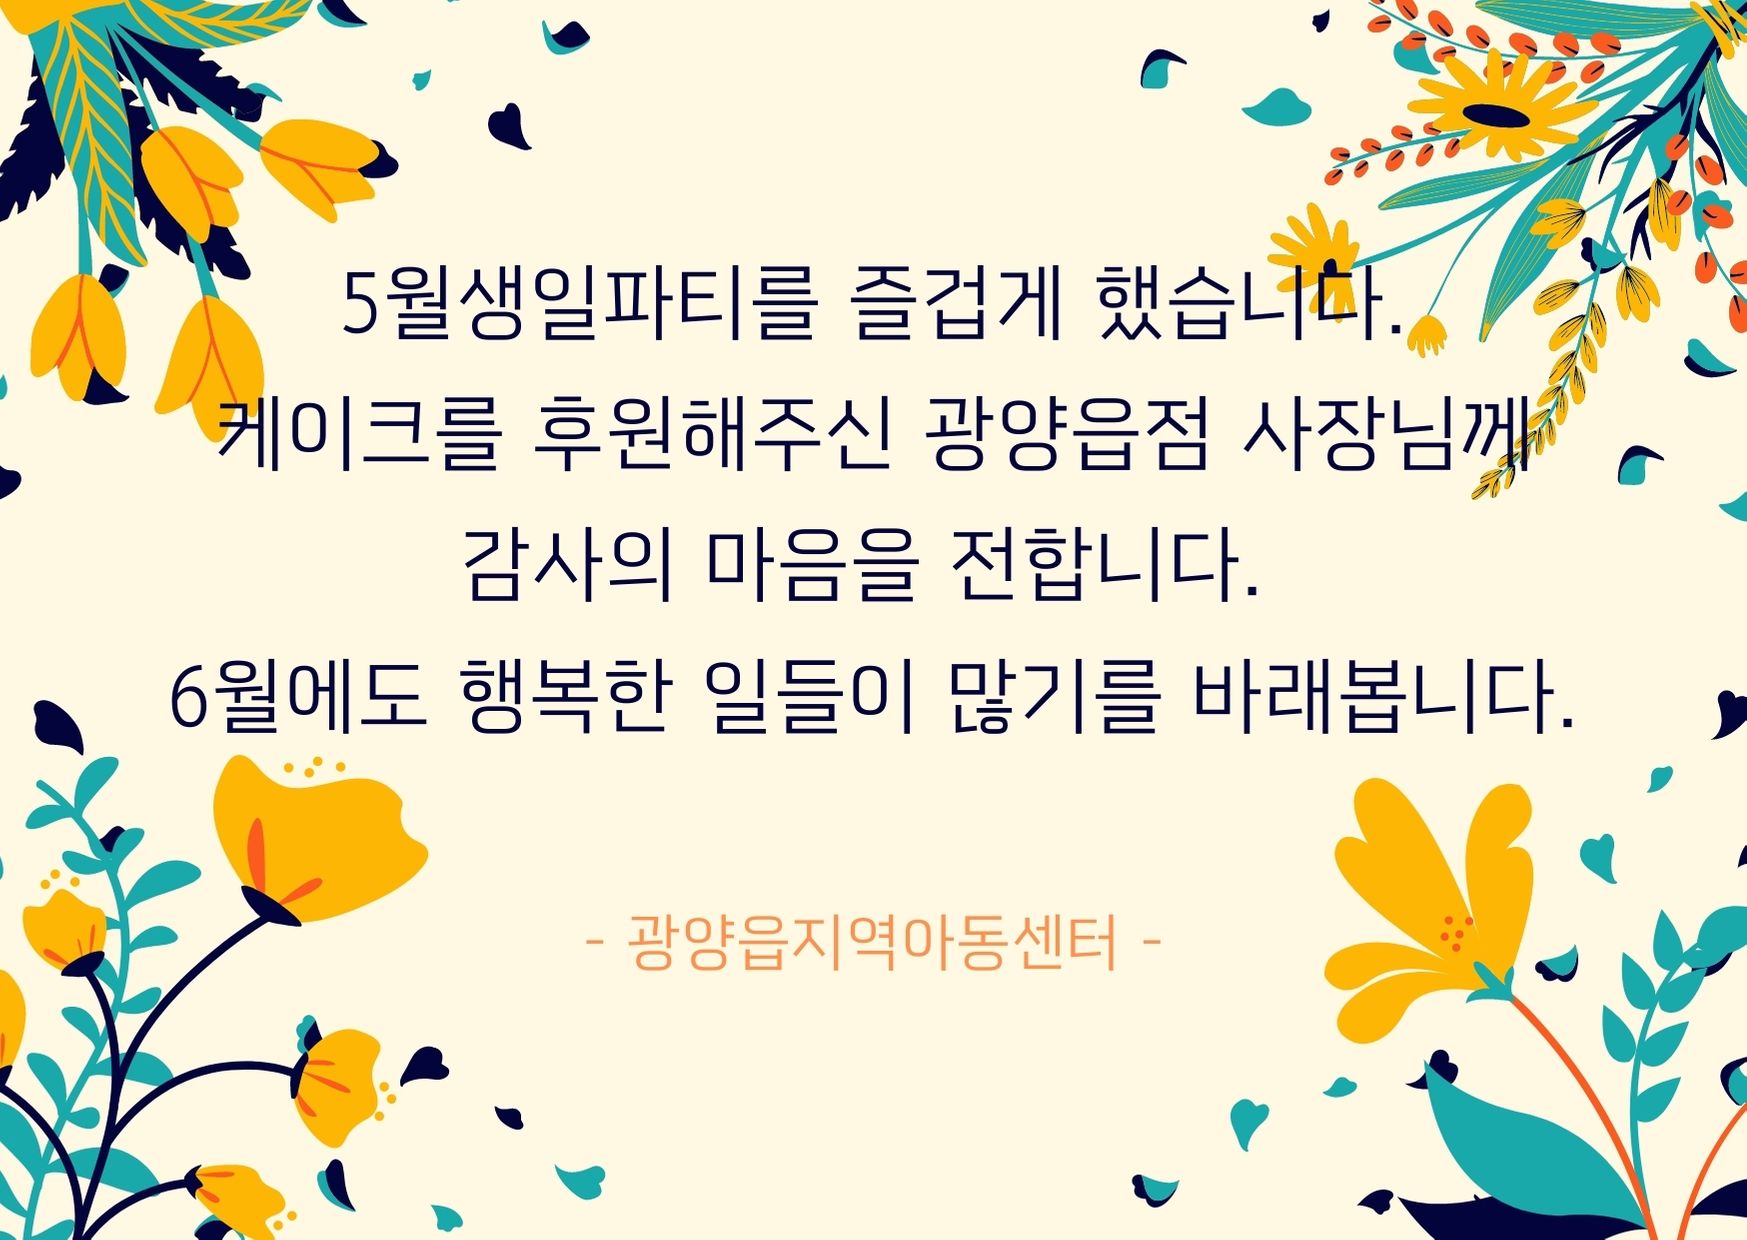 5월생일파티를 즐겁게 했습니다.
케이크를 후원해주신 광양읍점 사장님께
감사의 마음을 전합니다.
6월에도 행복한 일들이 많기를 바래봅니다.
- 광양읍지역아동센터 -